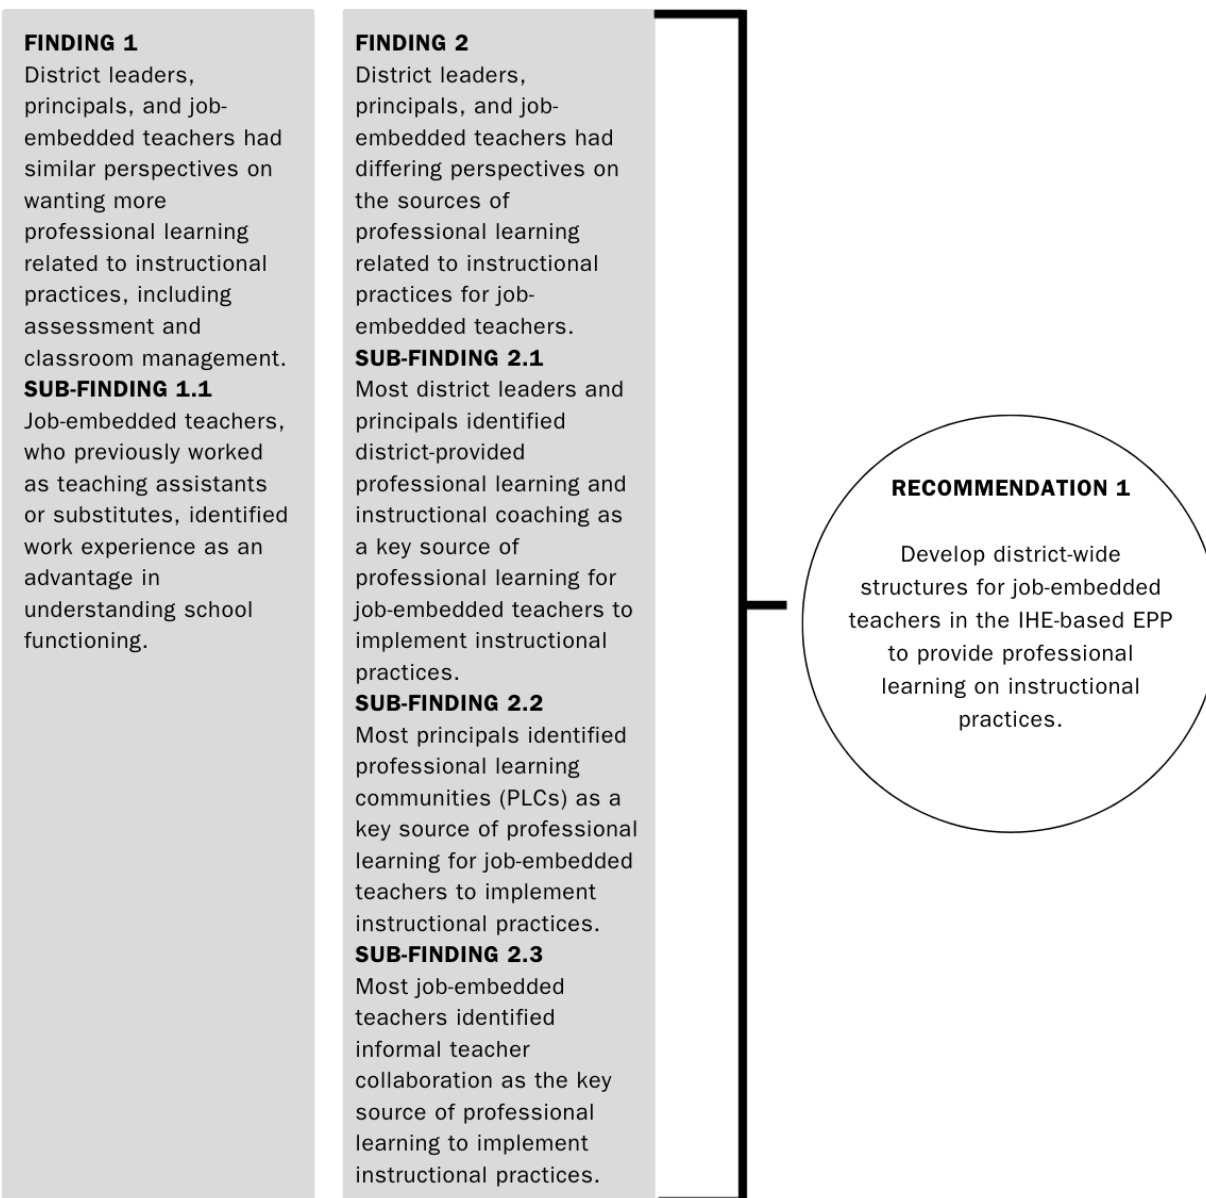 FINDING 1
District leaders,
principals, and job-
embedded teachers had
similar perspectives on
wanting more
professional learning
related to instructional
practices, including
assessment and
classroom management.
SUB-FINDING 1.1
Job-embedded teachers,
who previously worked
as teaching assistants
or substitutes, identified
work experience as an
advantage in
understanding school
functioning.
FINDING 2
District leaders,
principals, and job-
embedded teachers had
differing perspectives on
the sources of
professional learning
related to instructional
practices for job-
embedded teachers.
SUB-FINDING 2.1
Most district leaders and
principals identified
district-provided
professional learning and
instructional coaching as
a key source of
professional learning for
job-embedded teachers to
implement instructional
practices.
SUB-FINDING 2.2
Most principals identified
professional learning
communities (PLCs) as a
key source of professional
learning for job-embedded
teachers to implement
instructional practices.
SUB-FINDING 2.3
Most job-embedded
teachers identified
informal teacher
collaboration as the key
source of professional
learning to implement
instructional practices.
RECOMMENDATION 1
Develop district-wide
structures for job-embedded
teachers in the IHE-based EPP
to provide professional
learning on instructional
practices.